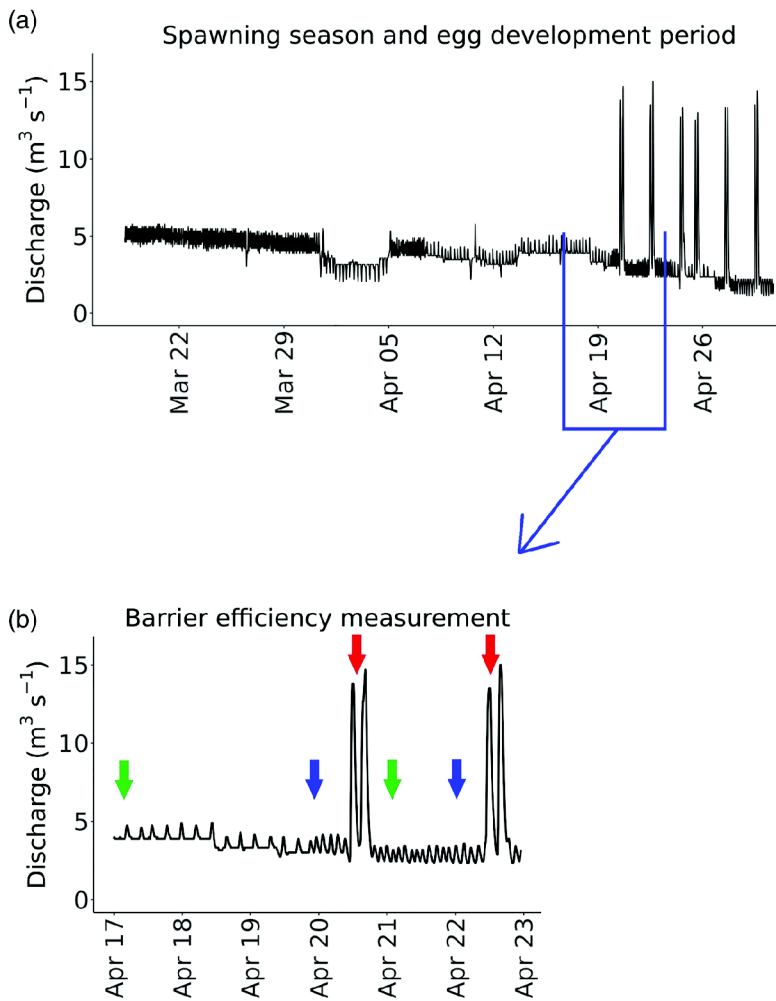 (a)
Spawning season and egg development period
Discharge (m³ s⁻¹)
15
10
5
0
Mar 22
Mar 29
Apr 05
Apr 12
Apr 19
Apr 26
(b)
Barrier efficiency measurement
Discharge (m³ s⁻¹)
15
10
5
0
Apr 17
Apr 18
Apr 19
Apr 20
Apr 21
Apr 22
Apr 23